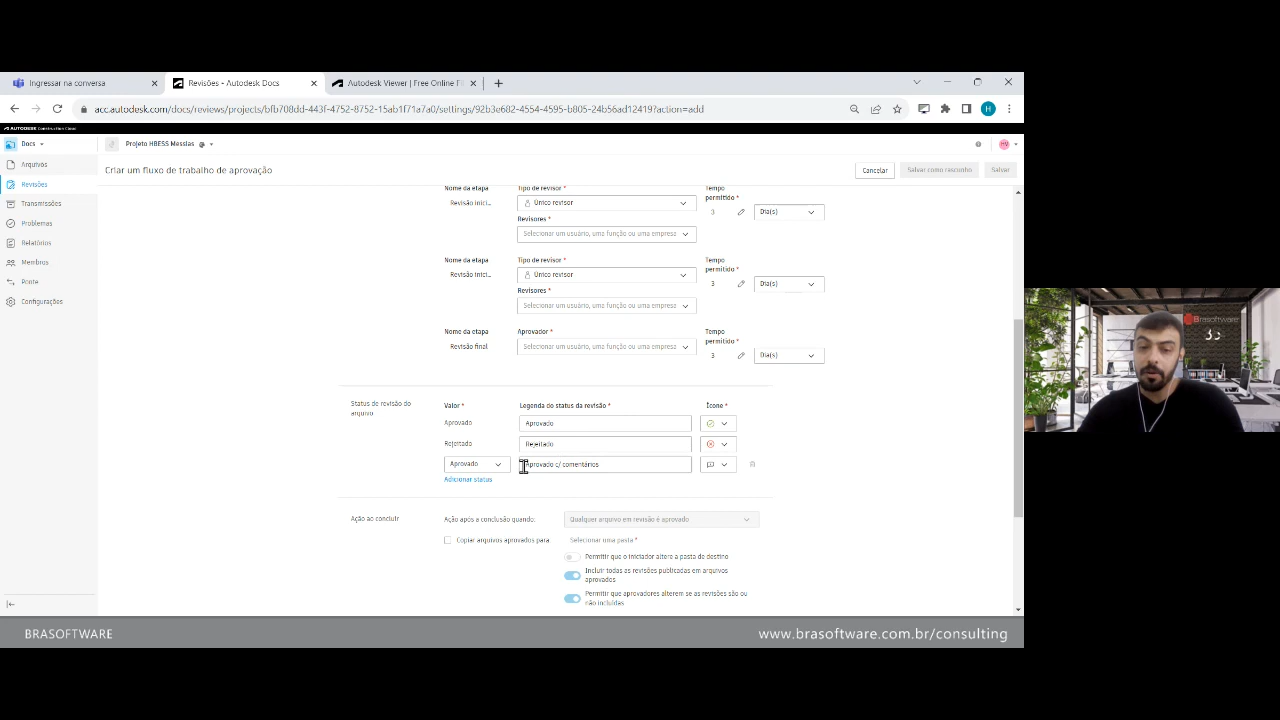 Ingressar na conversa
Revisões - Autodesk Docs
Autodesk Viewer | Free Online Fi
acc.autodesk.com/docs/reviews/projects/bfb708dd-443f-4752-8752-15ab1f71a7a0/settings/92b3e682-4554-4595-b805-24b56ad12419?action=add
H
AUTODESK Construction Cloud
Docs
Projeto HBESS Messias
HM
Arquivos
Revisões
Transmissões
Problemas
Relatórios
Membros
Ponte
Configurações
Criar um fluxo de trabalho de aprovação
Cancelar
Salvar como rascunho
Salvar
Nome da etapa
Tipo de revisor *
Tempo permitido *
Revisão inici...
Único revisor
3
Dia(s)
Revisores *
Selecionar um usuário, uma função ou uma empresa
Nome da etapa
Tipo de revisor *
Tempo permitido *
Revisão inici...
Único revisor
3
Dia(s)
Revisores *
Selecionar um usuário, uma função ou uma empresa
Nome da etapa
Aprovador *
Tempo permitido *
Revisão final
Selecionar um usuário, uma função ou uma empresa
3
Dia(s)
Status de revisão do arquivo
Valor *
Legenda do status da revisão *
Ícone *
Aprovado
Aprovado
Rejeitado
Rejeitado
Aprovado
Aprovado c/ comentários
Adicionar status
Ação ao concluir
Ação após a conclusão quando:
Qualquer arquivo em revisão é aprovado
Copiar arquivos aprovados para
Selecionar uma pasta *
Permitir que o iniciador altere a pasta de destino
Incluir todas as revisões publicadas em arquivos
aprovados
Permitir que aprovadores alterem se as revisões são ou
não incluídas
Brasoftware
BRASOFTWARE
www.brasoftware.com.br/consulting